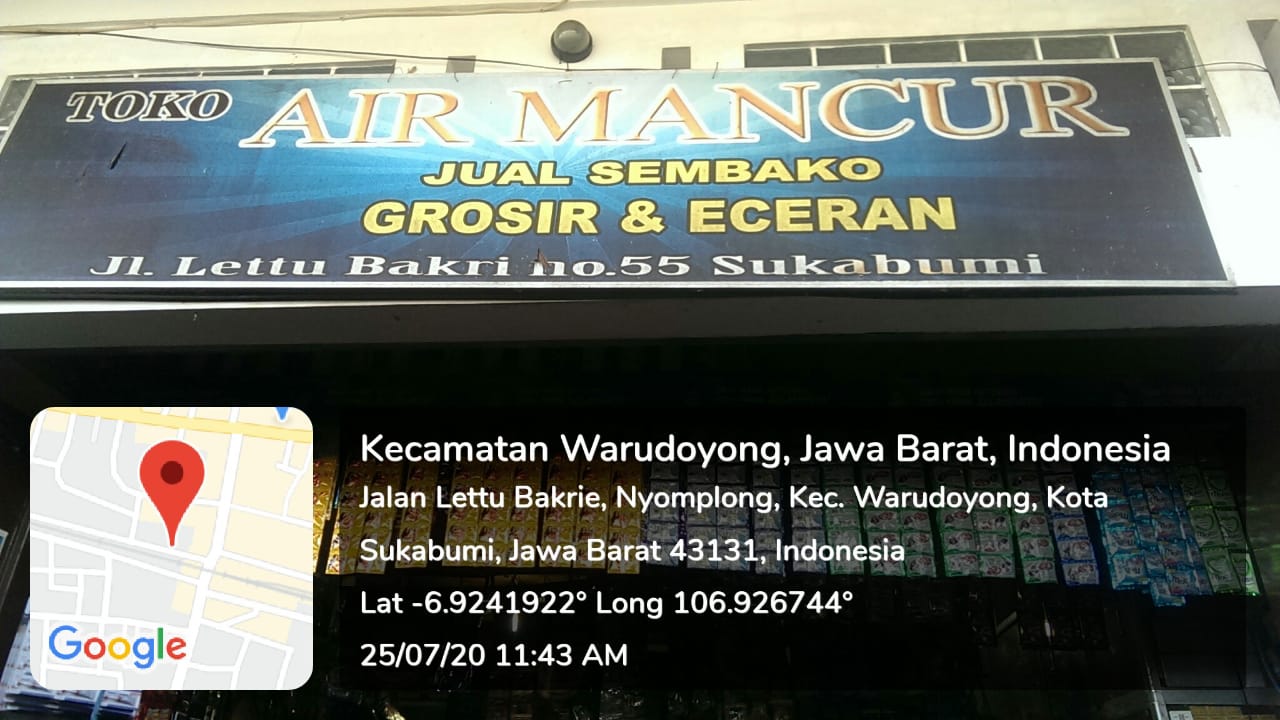 TOKO AIR MANCUR
JUAL SEMBAKO
GROSIR & ECERAN
Jl. Lettu Bakri no.55 Sukabumi
Kecamatan Warudoyong, Jawa Barat, Indonesia
Jalan Lettu Bakrie, Nyomplong, Kec. Warudoyong, Kota
Sukabumi, Jawa Barat 43131, Indonesia
Lat -6.9241922° Long 106.926744°
25/07/20 11:43 AM
Google